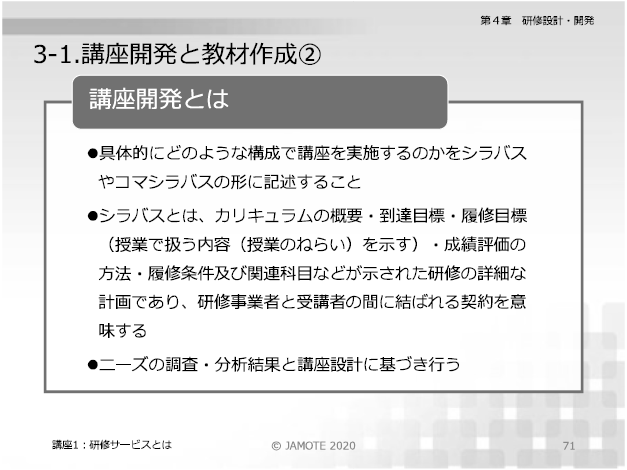 第４章　研修設計・開発
3-1.講座開発と教材作成②
講座開発とは
●具体的にどのような構成で講座を実施するのかをシラバス
やコマシラバスの形に記述すること
●シラバスとは、カリキュラムの概要・到達目標・履修目標
（授業で扱う内容（授業のねらい）を示す）・成績評価の
方法・履修条件及び関連科目などが示された研修の詳細な
計画であり、研修事業者と受講者の間に結ばれる契約を意
味する
●ニーズの調査・分析結果と講座設計に基づき行う
講座1：研修サービスとは
© JAMOTE 2020
71